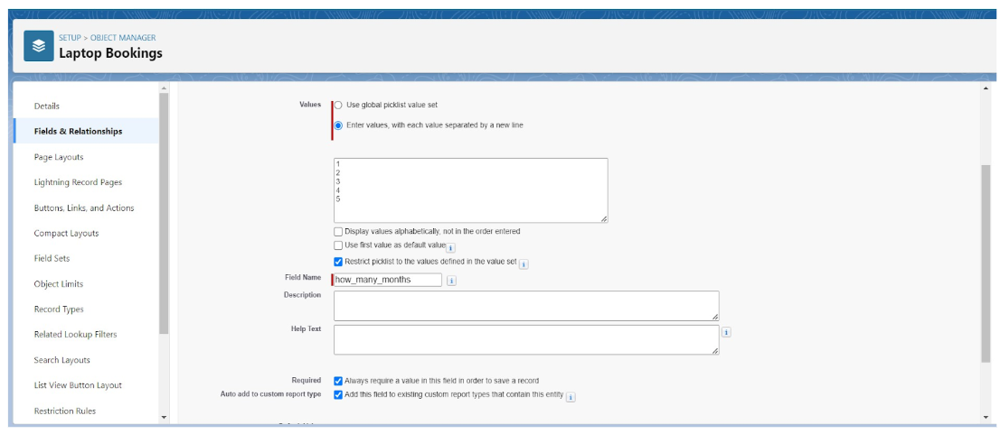 SETUP > OBJECT MANAGER
Laptop Bookings
Details
Fields & Relationships
Page Layouts
Lightning Record Pages
Buttons, Links, and Actions
Compact Layouts
Field Sets
Object Limits
Record Types
Related Lookup Filters
Search Layouts
List View Button Layout
Restriction Rules
Values
Use global picklist value set
Enter values, with each value separated by a new line
1
2
3
4
5
Display values alphabetically, not in the order entered
Use first value as default value
Restrict picklist to the values defined in the value set
Field Name how_many_months
Description
Help Text
Required Always require a value in this field in order to save a record
Auto add to custom report type Add this field to existing custom report types that contain this entity